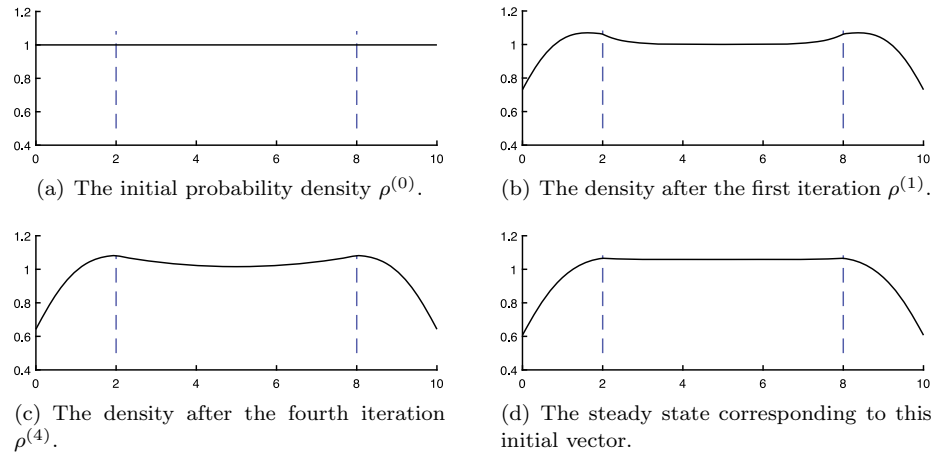 1.2
1
0.8
0.6
0.4
0 2 4 6 8 10
(a) The initial probability density ρ(0).
1.2
1
0.8
0.6
0.4
0 2 4 6 8 10
(b) The density after the first iteration ρ(1).
1.2
1
0.8
0.6
0.4
0 2 4 6 8 10
(c) The density after the fourth iteration
ρ(4).
1.2
1
0.8
0.6
0.4
0 2 4 6 8 10
(d) The steady state corresponding to this
initial vector.